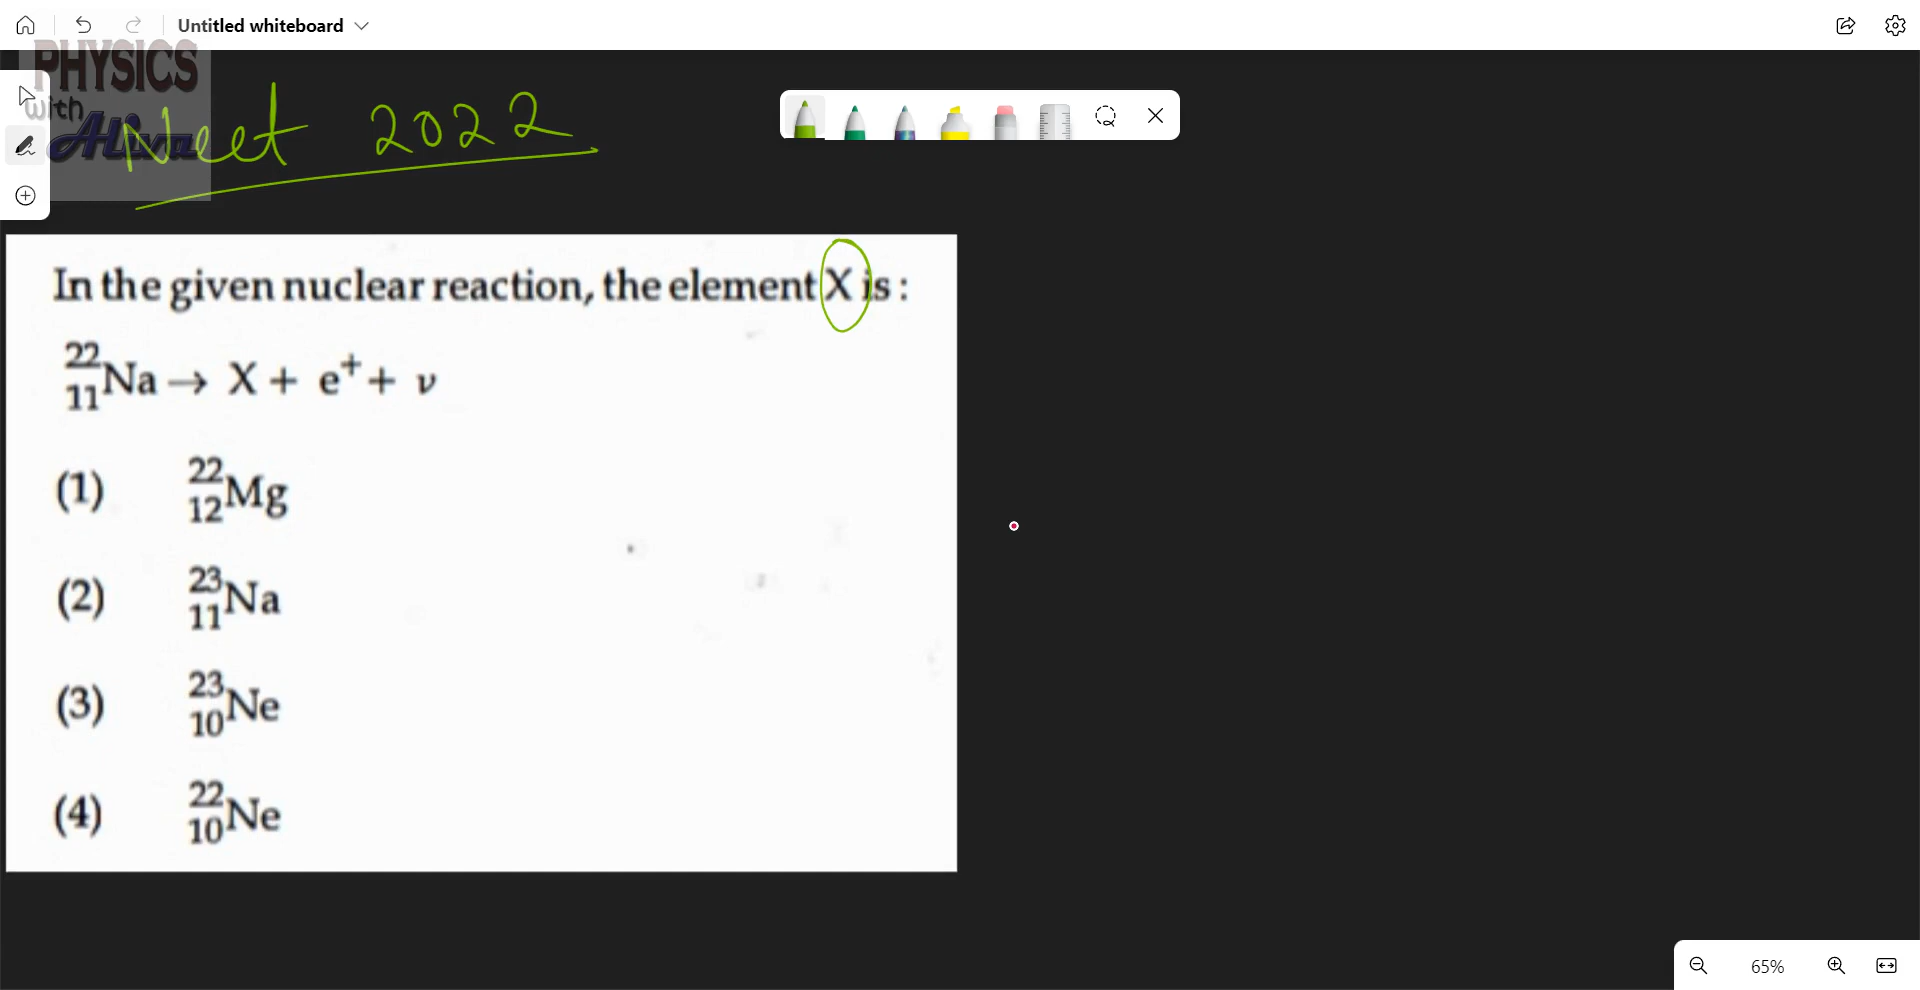 Untitled whiteboard
PHYSICS
with
Aliva
Neet 2022
In the given nuclear reaction, the element X is :
²²₁₁Na → X + e⁺ + ν
(1) ²²₁₂Mg
(2) ²³₁₁Na
(3) ²³₁₀Ne
(4) ²²₁₀Ne
65%